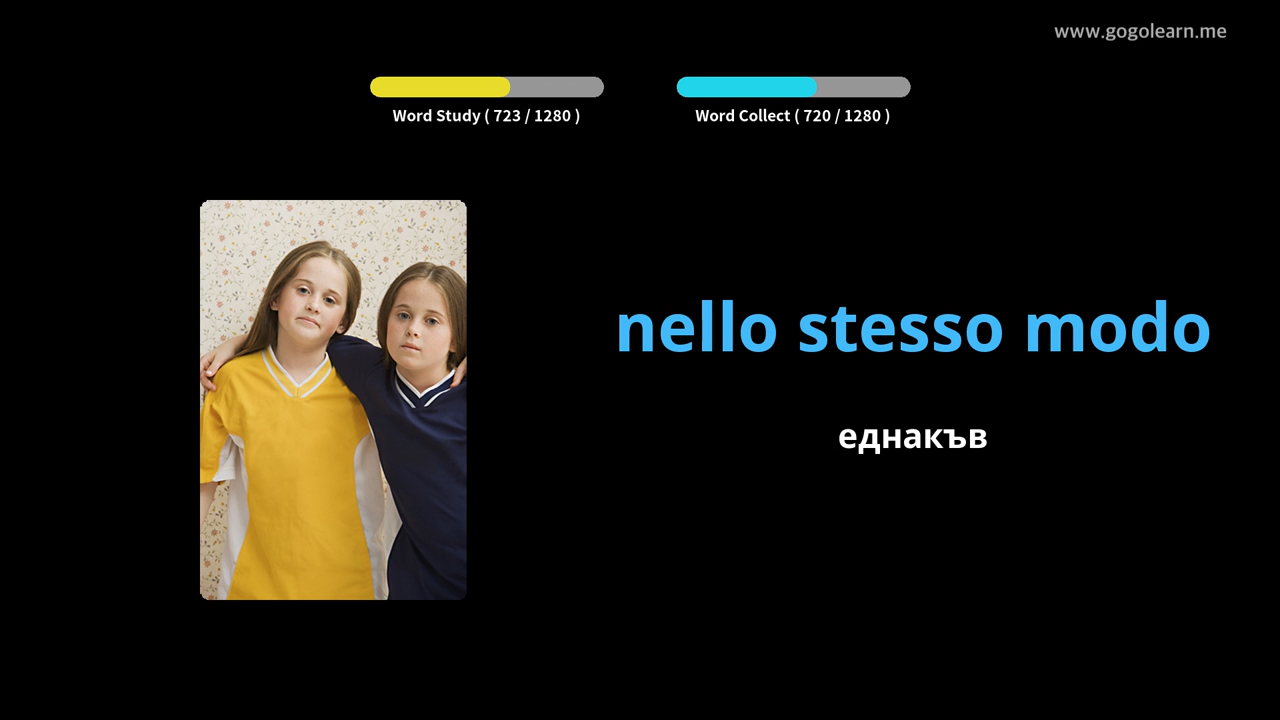 www.gogolearn.me
Word Study ( 723 / 1280 )
Word Collect ( 720 / 1280 )
nello stesso modo
еднакъв